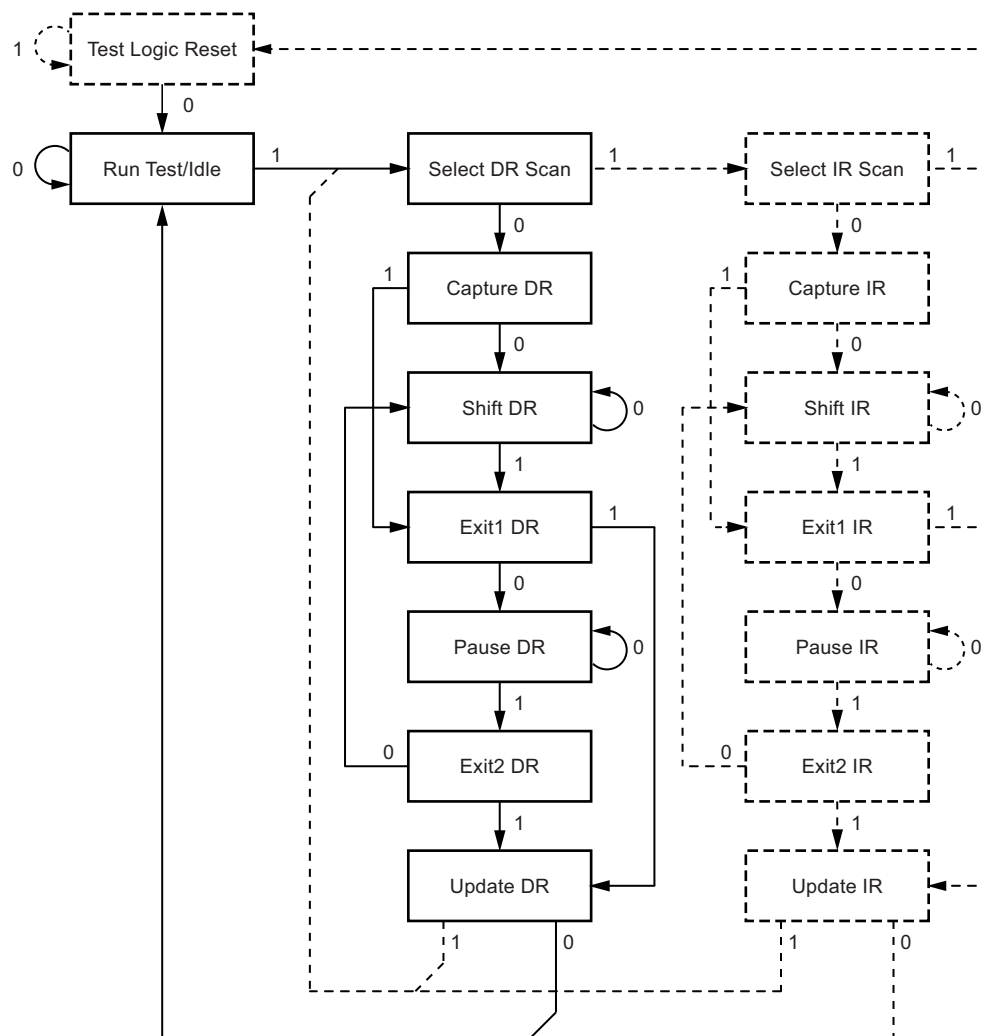 1
Test Logic Reset
0
0
Run Test/Idle
1
Select DR Scan
1
Select IR Scan
1
0
0
1
Capture DR
1
Capture IR
0
0
Shift DR
0
Shift IR
0
1
1
Exit1 DR
1
Exit1 IR
1
0
0
Pause DR
0
Pause IR
0
1
1
0
Exit2 DR
0
Exit2 IR
1
1
Update DR
Update IR
1
0
1
0